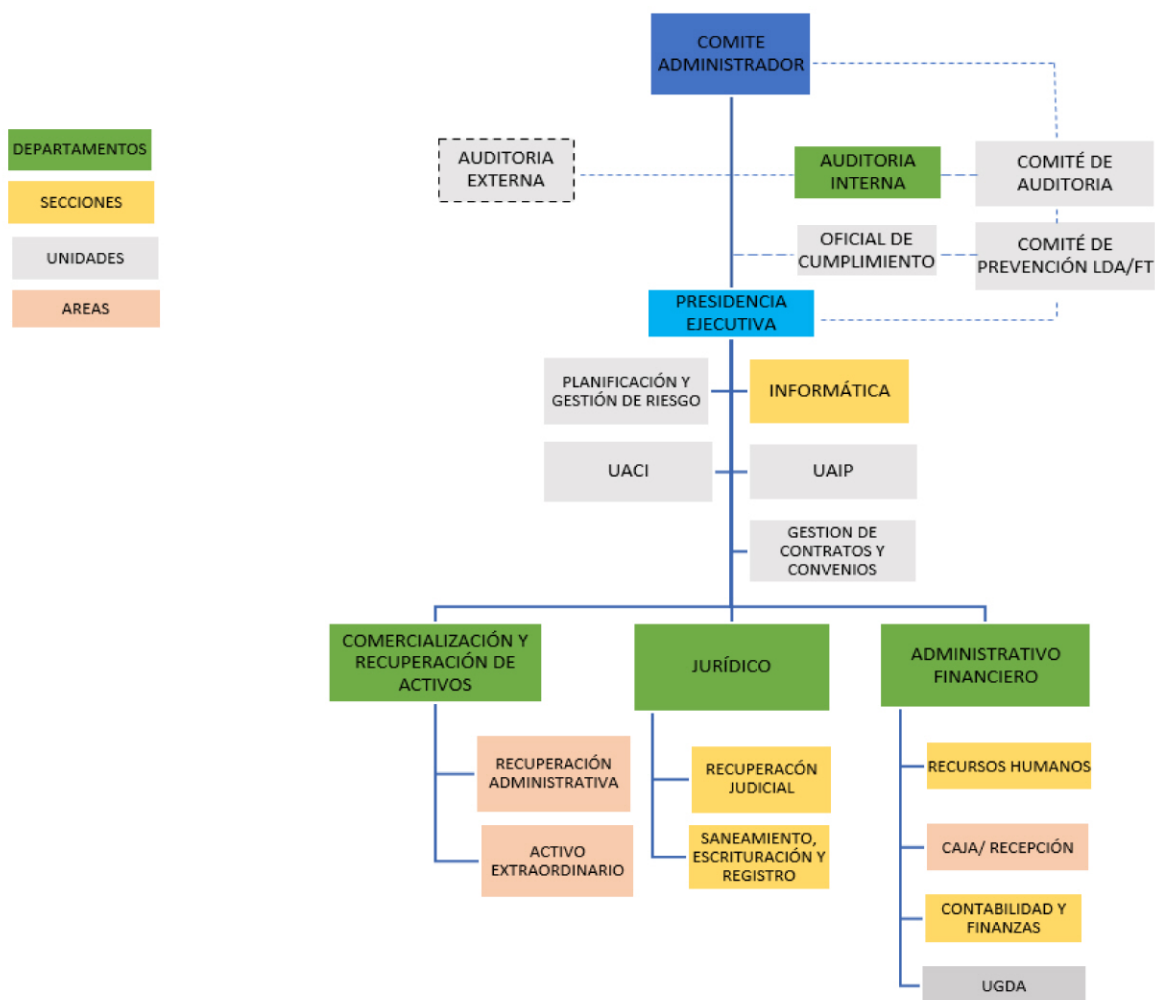 COMITE
ADMINISTRADOR
DEPARTAMENTOS
SECCIONES
UNIDADES
AREAS
AUDITORIA
EXTERNA
AUDITORIA
INTERNA
COMITÉ DE
AUDITORIA
OFICIAL DE
CUMPLIMIENTO
COMITÉ DE
PREVENCIÓN LDA/FT
PRESIDENCIA
EJECUTIVA
PLANIFICACIÓN Y
GESTIÓN DE RIESGO
INFORMÁTICA
UACI
UAIP
GESTION DE
CONTRATOS Y
CONVENIOS
COMERCIALIZACIÓN Y
RECUPERACIÓN DE
ACTIVOS
JURÍDICO
ADMINISTRATIVO
FINANCIERO
RECUPERACIÓN
ADMINISTRATIVA
ACTIVO
EXTRAORDINARIO
RECUPERACÓN
JUDICIAL
SANEAMIENTO,
ESCRITURACIÓN Y
REGISTRO
RECURSOS HUMANOS
CAJA/ RECEPCIÓN
CONTABILIDAD Y
FINANZAS
UGDA